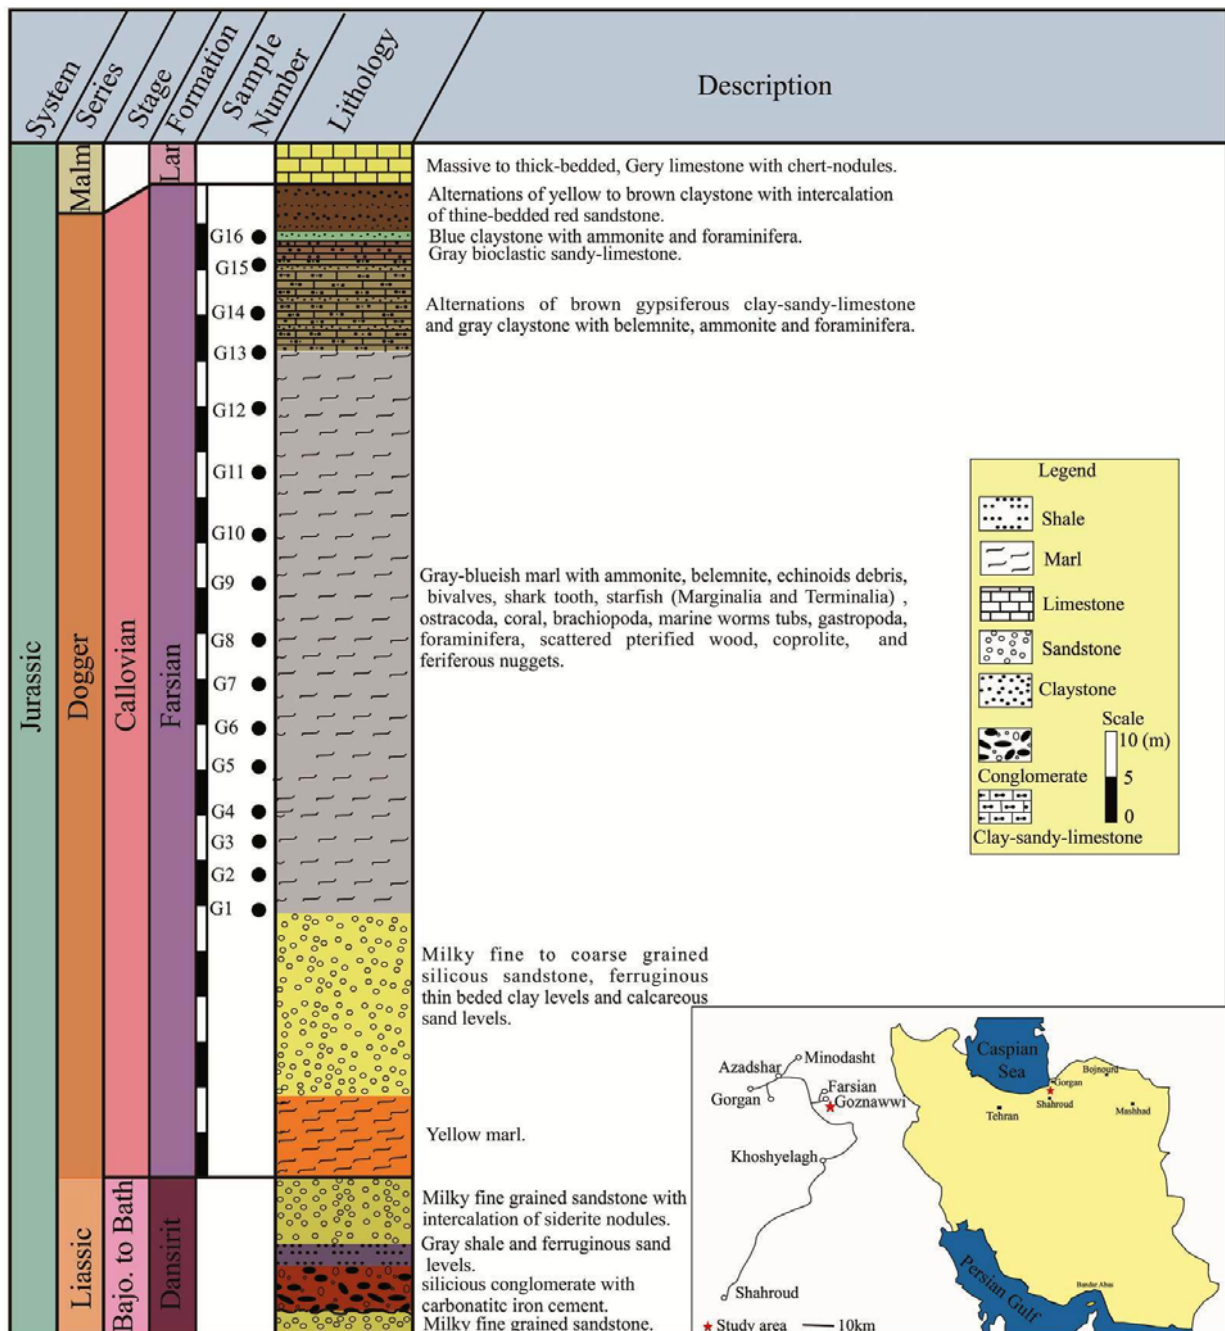 System
Series
Stage
Formation
Sample
Number
Lithology
Description
Jurassic
Malm
Dogger
Liassic
Callovian
Bajo. to Bath
Lar
Farsian
Dansirit
G16
G15
G14
G13
G12
G11
G10
G9
G8
G7
G6
G5
G4
G3
G2
G1
Massive to thick-bedded, Gery limestone with chert-nodules.
Alternations of yellow to brown claystone with intercalation
of thine-bedded red sandstone.
Blue claystone with ammonite and foraminifera.
Gray bioclastic sandy-limestone.
Alternations of brown gypsiferous clay-sandy-limestone
and gray claystone with belemnite, ammonite and foraminifera.
Gray-blueish marl with ammonite, belemnite, echinoids debris,
bivalves, shark tooth, starfish (Marginalia and Terminalia) ,
ostracoda, coral, brachiopoda, marine worms tubs, gastropoda,
foraminifera, scattered pterified wood, coprolite, and
feriferous nuggets.
Milky fine to coarse grained
silicous sandstone, ferruginous
thin beded clay levels and calcareous
sand levels.
Yellow marl.
Milky fine grained sandstone with
intercalation of siderite nodules.
Gray shale and ferruginous sand
levels.
silicious conglomerate with
carbonatitc iron cement.
Milky fine grained sandstone.
Legend
Shale
Marl
Limestone
Sandstone
Claystone
Conglomerate
Clay-sandy-limestone
Scale
10 (m)
5
0
Minodasht
Azadshar
Farsian
Gorgan
Goznawwi
Khoshyelagh
Shahroud
Study area
10km
Caspian
Sea
Gorgan
Bojnourd
Shahroud
Tehran
Mashhad
Persian Gulf
Bandar Abas